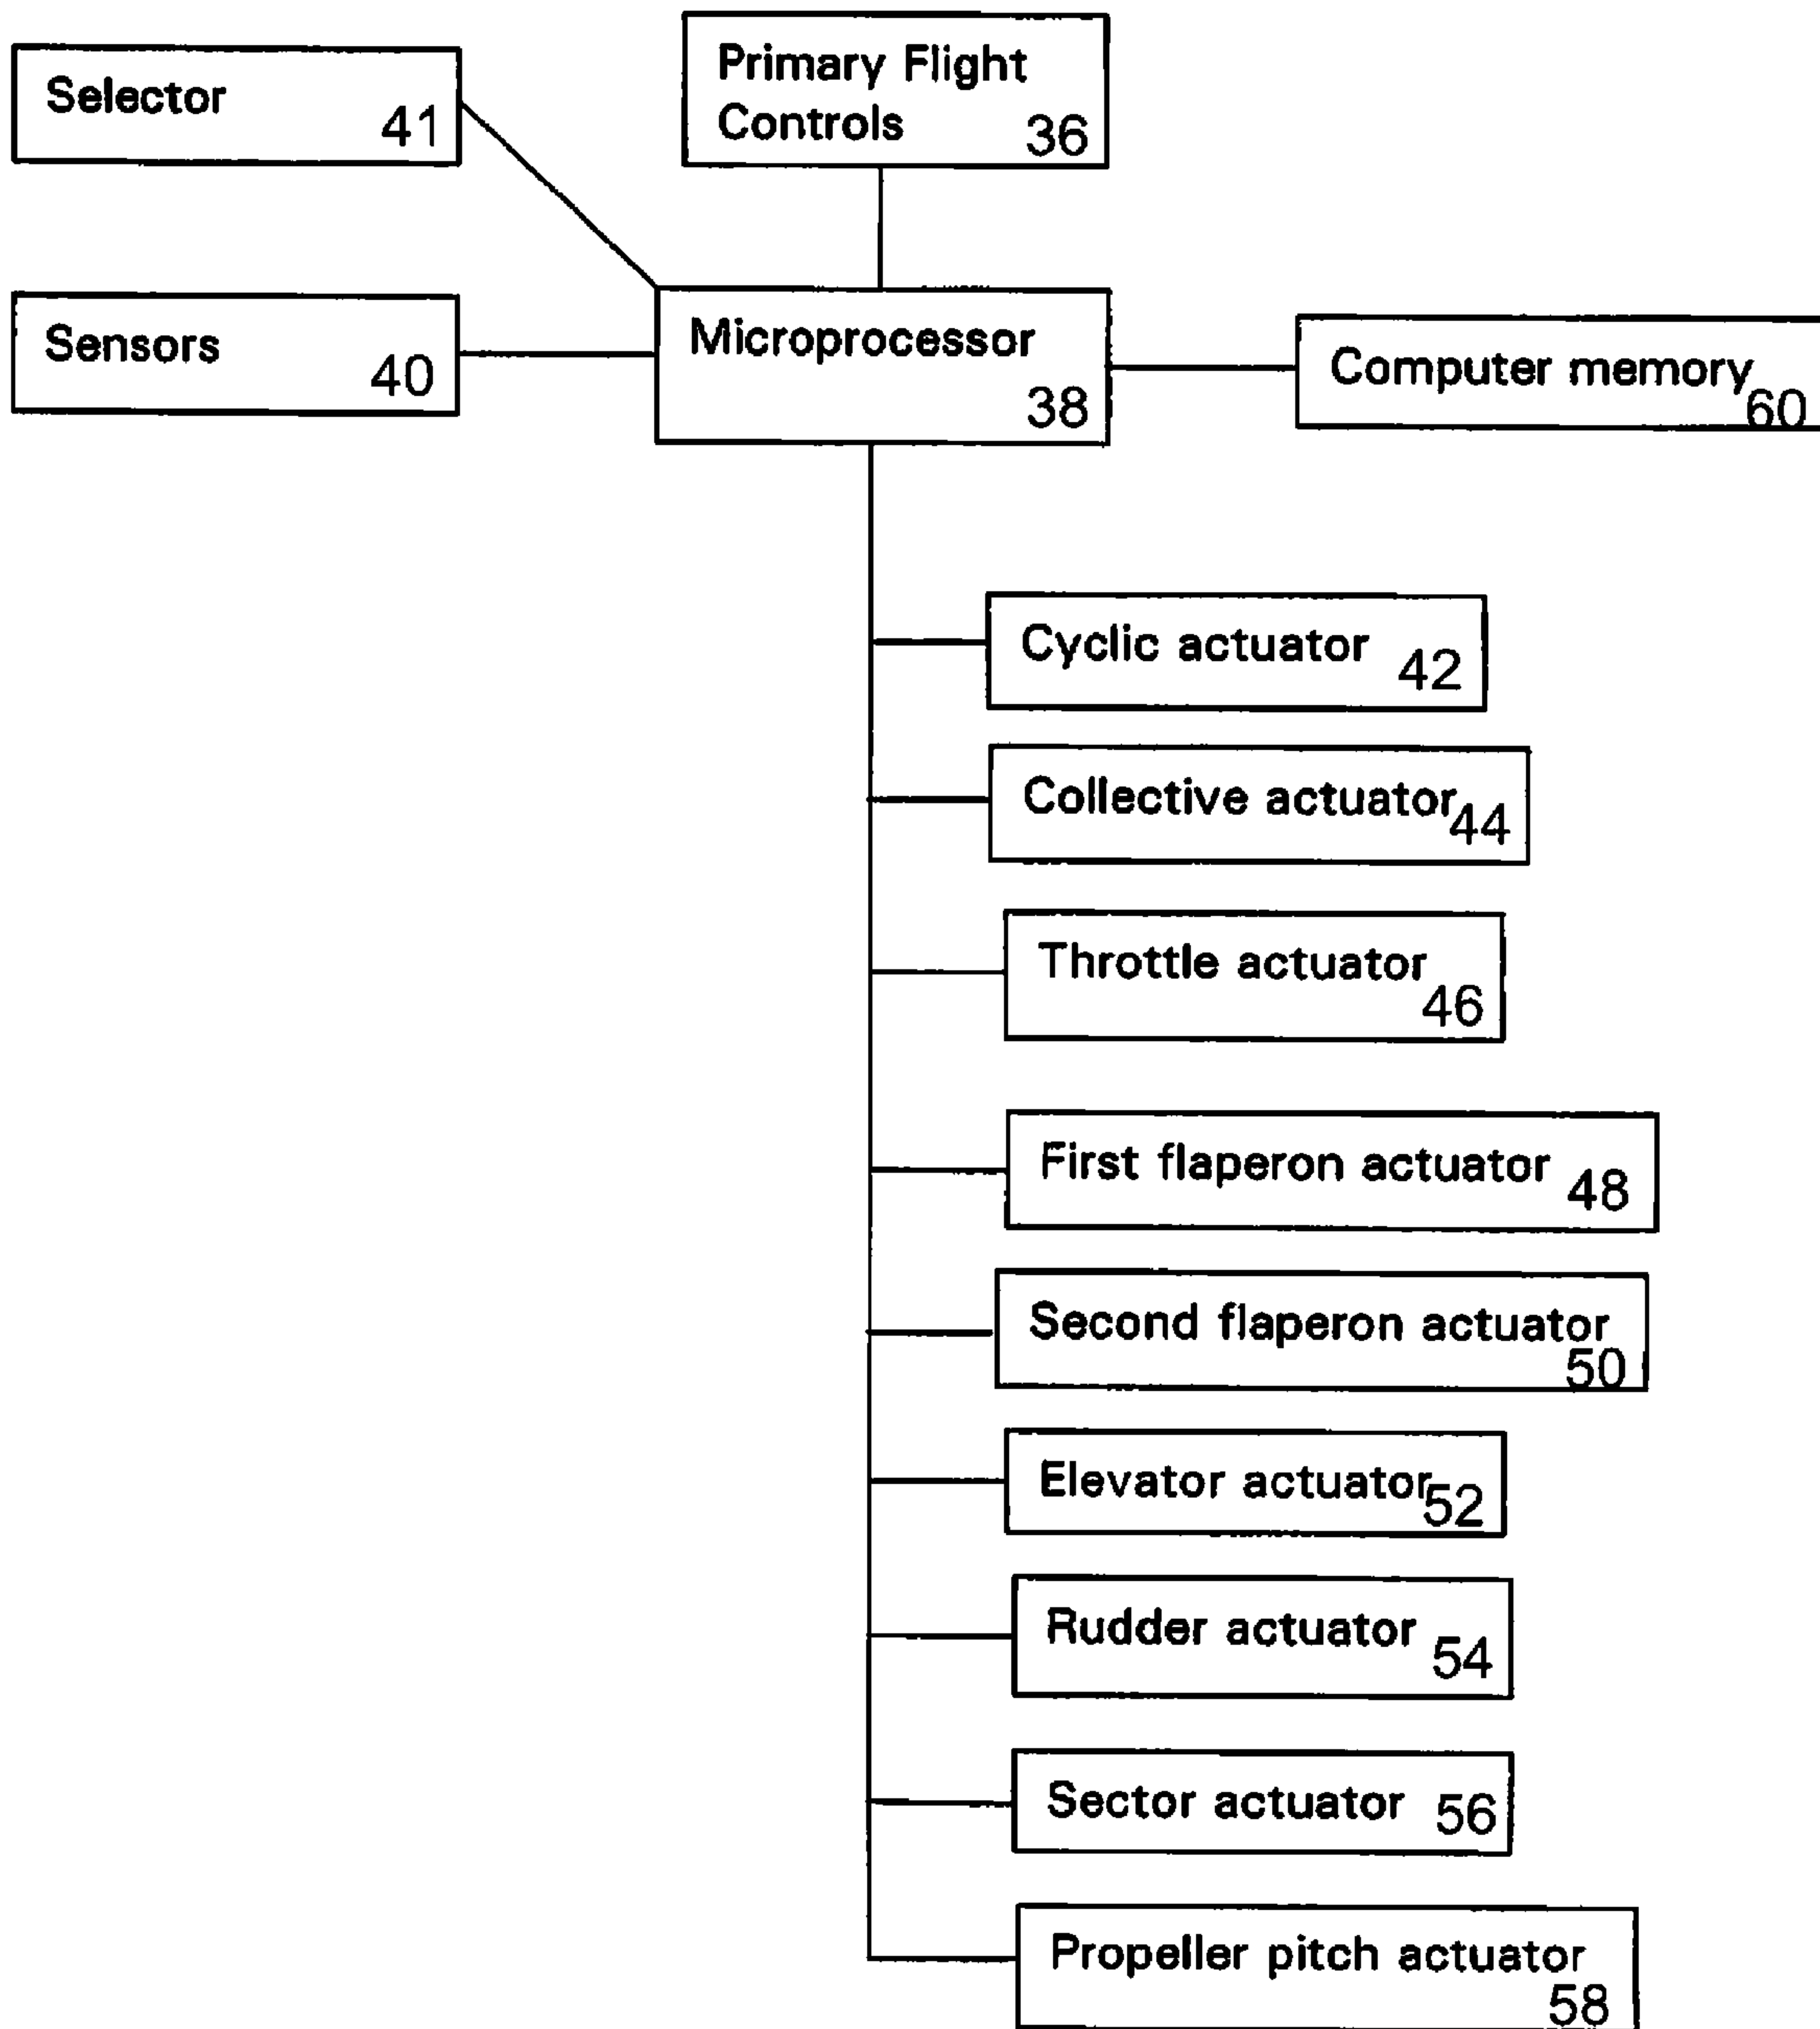 Selector
41
Primary Flight
Controls 36
Sensors
40
Microprocessor
38
Computer memory
60
Cyclic actuator 42
Collective actuator 44
Throttle actuator
46
First flaperon actuator 48
Second flaperon actuator
50
Elevator actuator 52
Rudder actuator 54
Sector actuator 56
Propeller pitch actuator
58